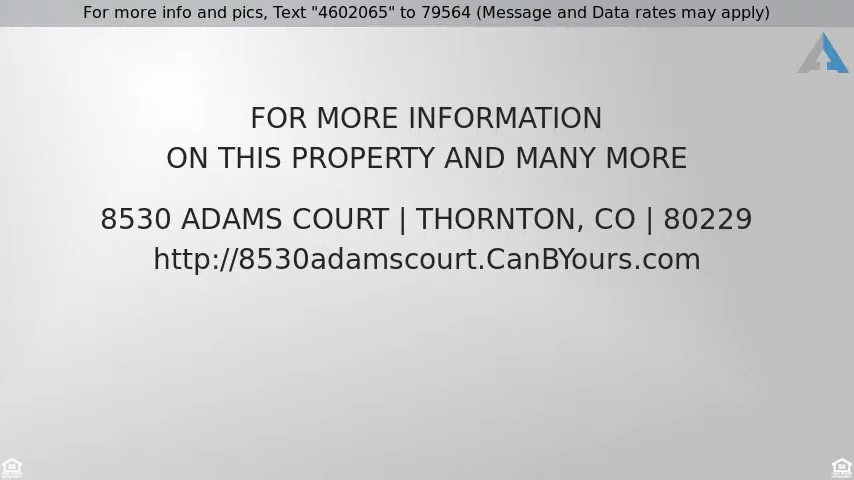 For more info and pics, Text "4602065" to 79564 (Message and Data rates may apply)
FOR MORE INFORMATION
ON THIS PROPERTY AND MANY MORE
8530 ADAMS COURT | THORNTON, CO | 80229
http://8530adamscourt.CanBYours.com